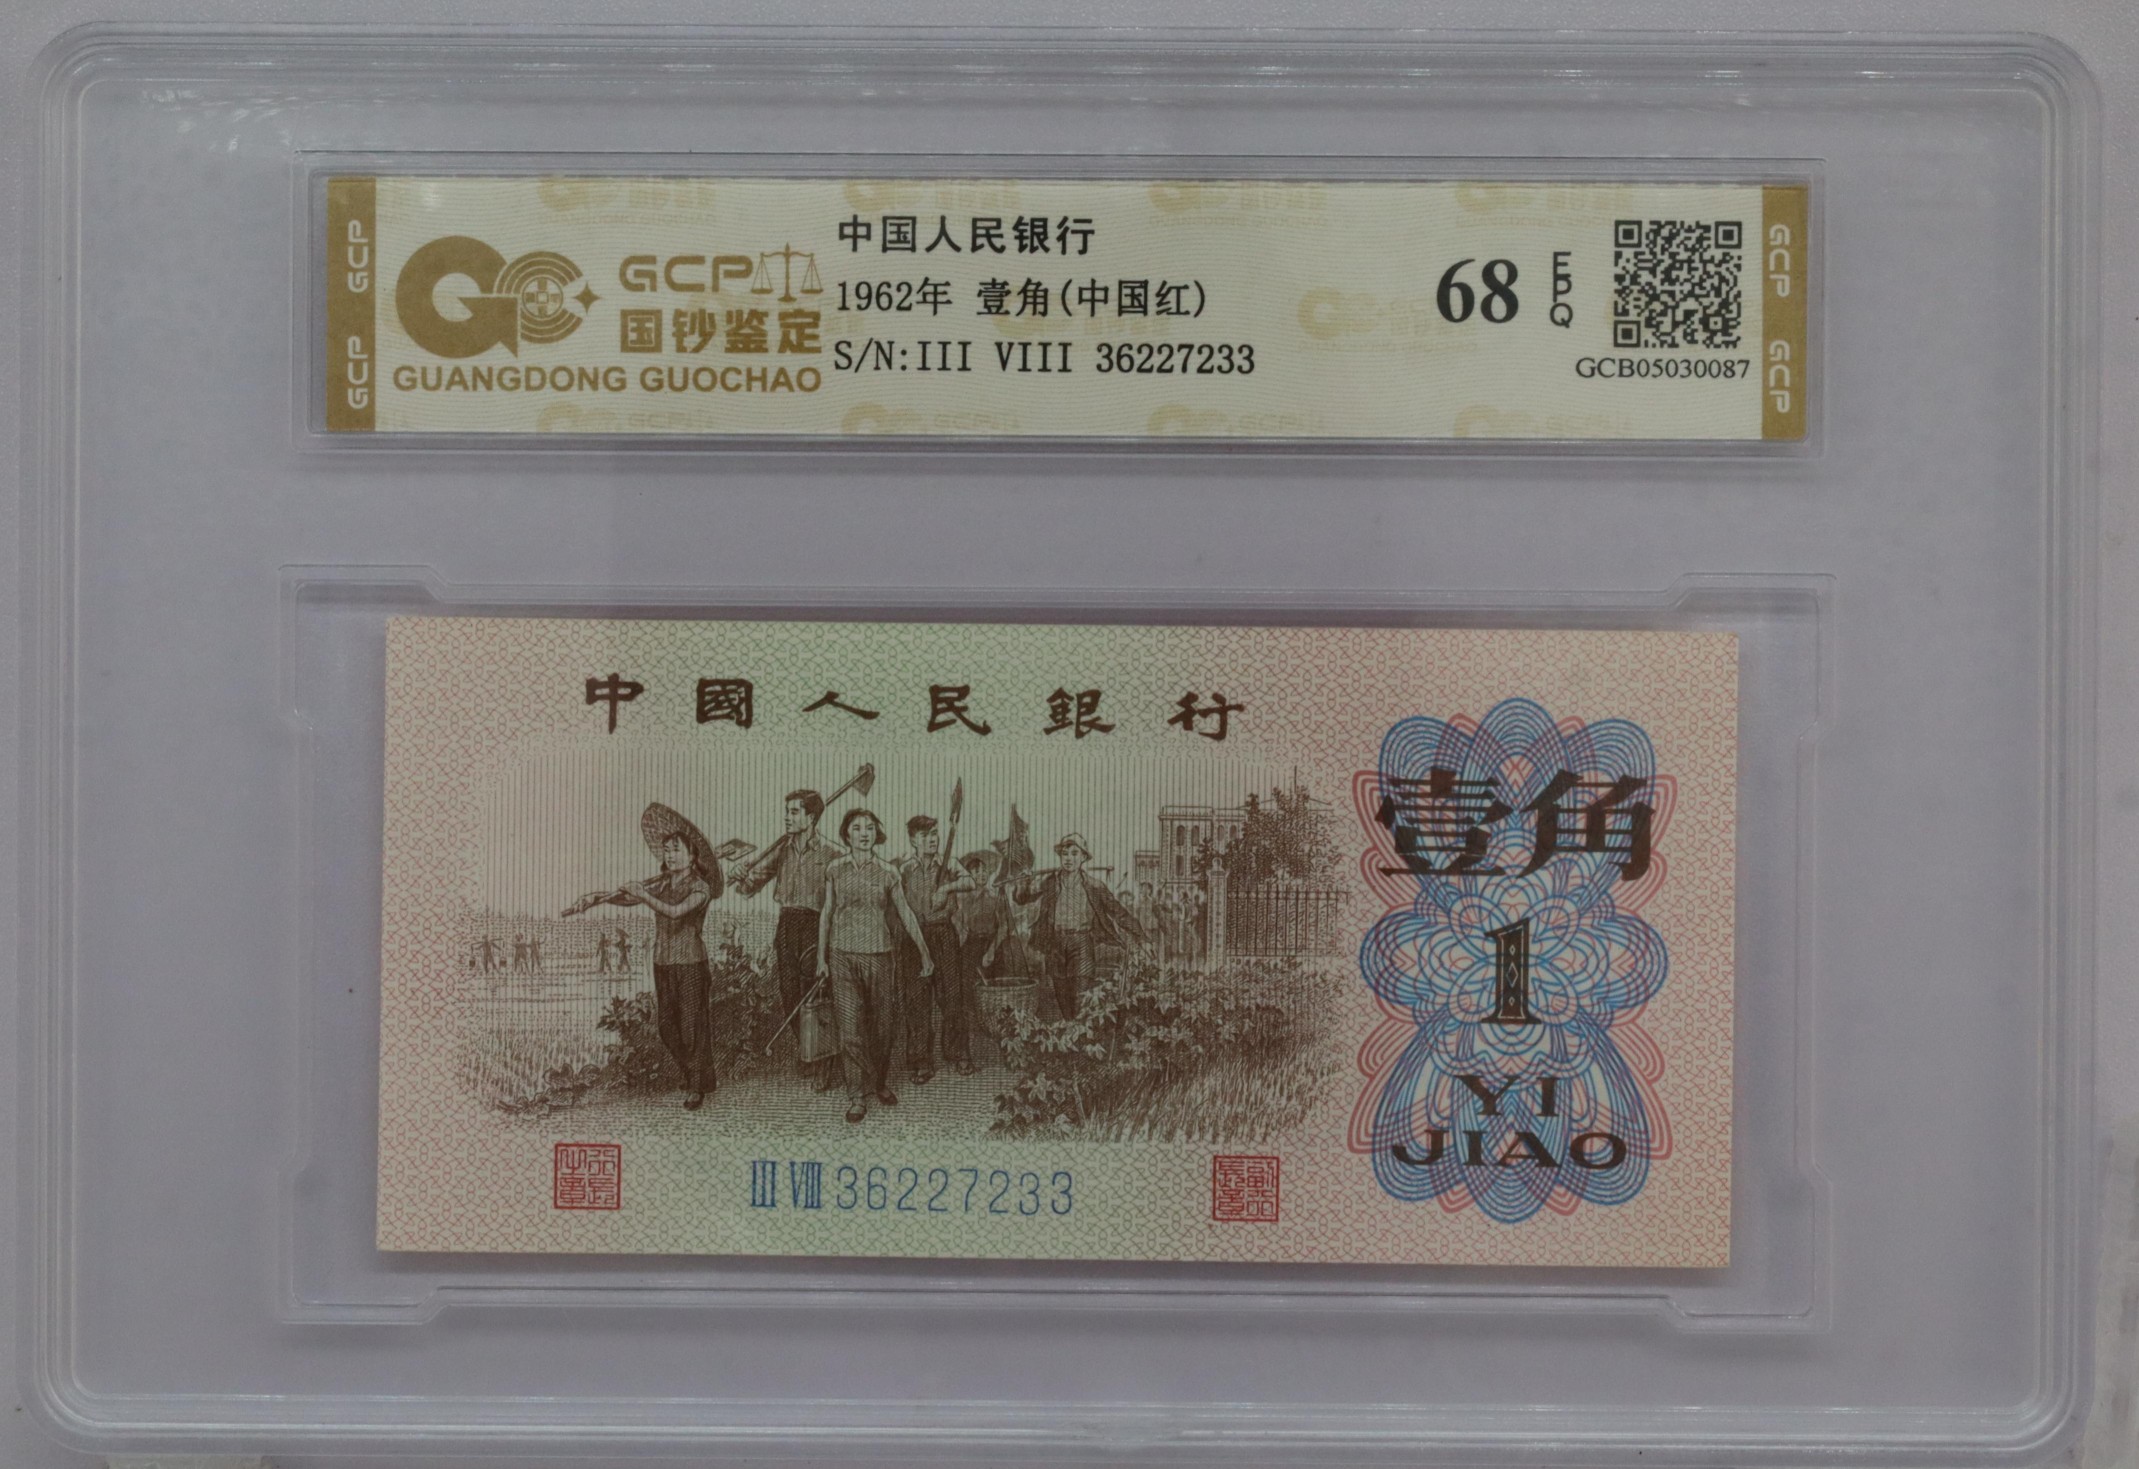 GCP
GCP
GCP
国钞鉴定
GUANGDONG GUOCHAO
中国人民银行
1962年 壹角(中国红)
S/N:III VIII 36227233
68
EPQ
GCB05030087
GCP
GCP
中國人民銀行
壹角
1
YI
JIAO
III VIII 36227233